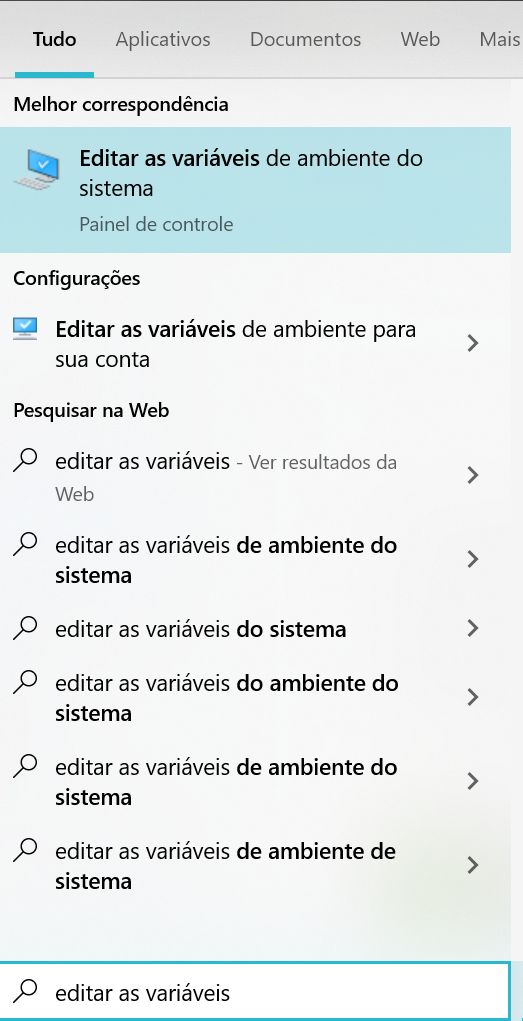 Tudo Aplicativos Documentos Web Mais
Melhor correspondência
Editar as variáveis de ambiente do
sistema
Painel de controle
Configurações
Editar as variáveis de ambiente para
sua conta
Pesquisar na Web
editar as variáveis - Ver resultados da
Web
editar as variáveis de ambiente do
sistema
editar as variáveis do sistema
editar as variáveis do ambiente do
sistema
editar as variáveis de ambiente do
sistema
editar as variáveis de ambiente de
sistema
editar as variáveis